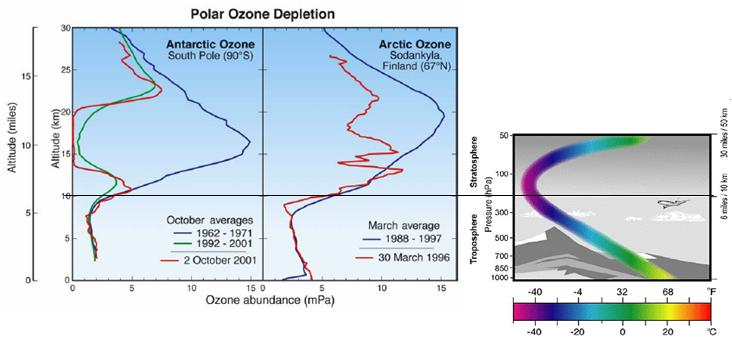 Polar Ozone Depletion
Altitude (miles)
15
10
5
0
Altitude (km)
30
25
20
15
10
5
0
Antarctic Ozone
South Pole (90°S)
October averages
1962 - 1971
1992 - 2001
2 October 2001
Arctic Ozone
Sodankyla,
Finland (67°N)
March average
1988 - 1997
30 March 1996
0 5 10 15 0 5 10 15
Ozone abundance (mPa)
Stratosphere
Troposphere
Pressure (hPa)
50
100
300
500
700
850
1000
30 miles / 50 km
6 miles / 10 km
-40 -4 32 68 °F
-40 -20 0 20 °C